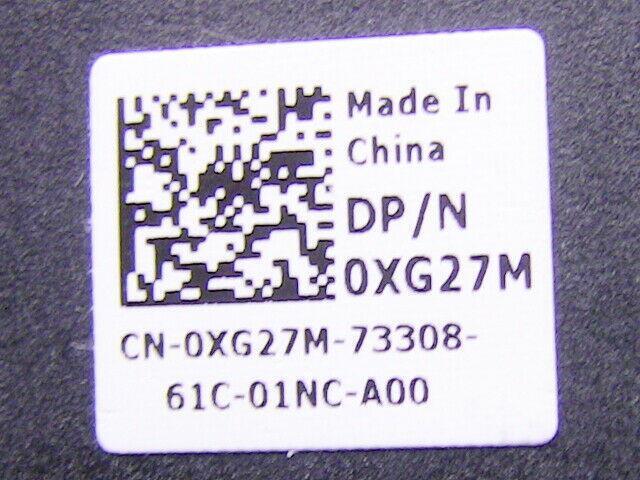 Made In
China
DP/N
0XG27M
CN-0XG27M-73308-
61C-01NC-A00